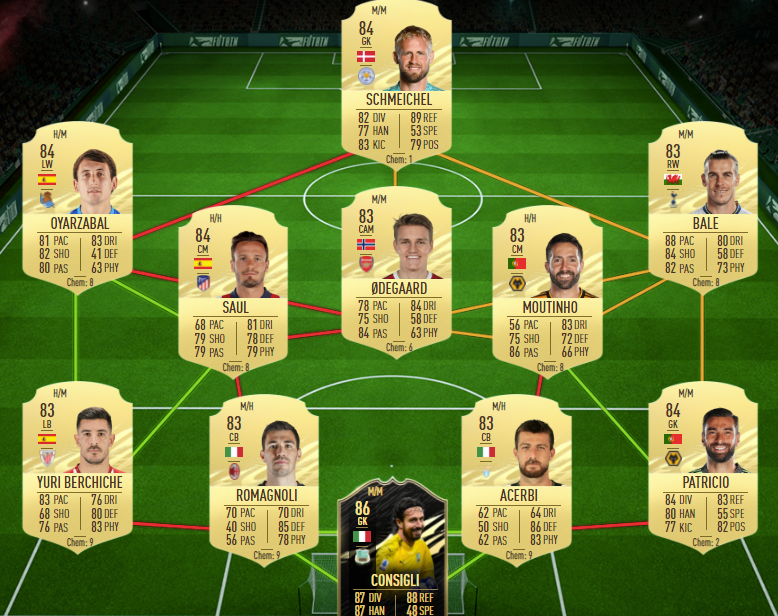 M/M
84
GK
SCHMEICHEL
82 DIV 89 REF
77 HAN 53 SPE
83 KIC 79 POS
Chem: 1
H/M
84
LW
OYARZABAL
81 PAC 83 DRI
82 SHO 41 DEF
80 PAS 63 PHY
Chem: 8
M/M
83
RW
BALE
88 PAC 80 DRI
84 SHO 58 DEF
82 PAS 73 PHY
Chem: 8
H/H
84
CM
SAUL
68 PAC 81 DRI
79 SHO 78 DEF
79 PAS 79 PHY
Chem: 8
M/M
83
CAM
ØDEGAARD
78 PAC 84 DRI
75 SHO 58 DEF
84 PAS 63 PHY
Chem: 6
H/H
83
CM
MOUTINHO
56 PAC 83 DRI
75 SHO 72 DEF
86 PAS 66 PHY
Chem: 8
H/M
83
LB
YURI BERCHICHE
83 PAC 76 DRI
68 SHO 80 DEF
76 PAS 83 PHY
Chem: 9
M/H
83
CB
ROMAGNOLI
70 PAC 70 DRI
40 SHO 85 DEF
56 PAS 78 PHY
Chem: 9
M/M
86
GK
CONSIGLI
87 DIV 88 REF
87 HAN 48 SPE
M/H
83
CB
ACERBI
62 PAC 64 DRI
50 SHO 86 DEF
62 PAS 83 PHY
Chem: 9
M/M
84
GK
PATRICIO
84 DIV 83 REF
80 HAN 55 SPE
77 KIC 82 POS
Chem: 2